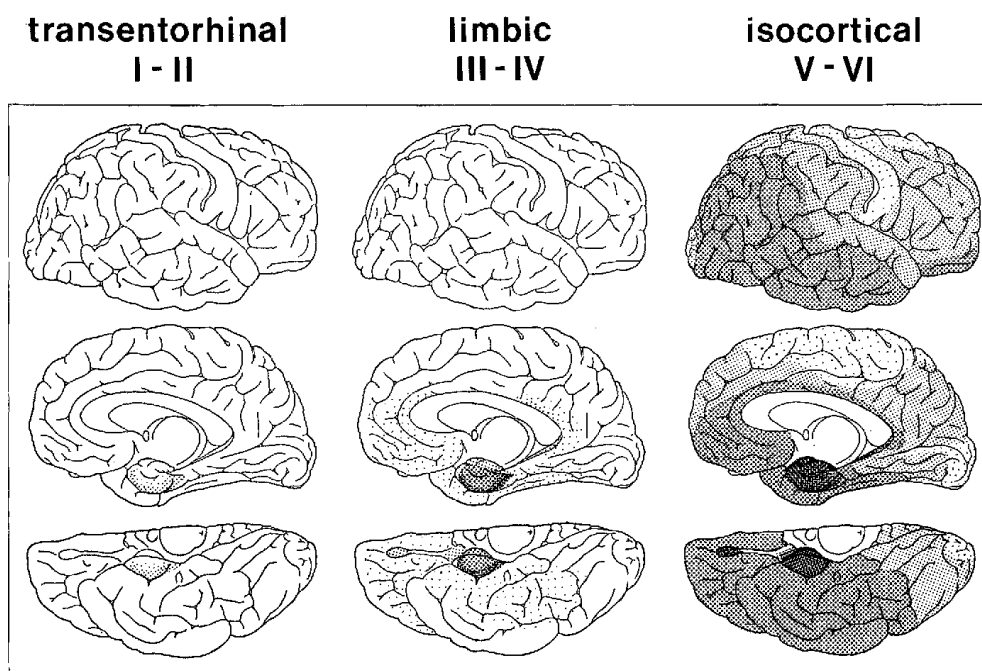 transentorhinal
I - II
limbic
III - IV
isocortical
V - VI